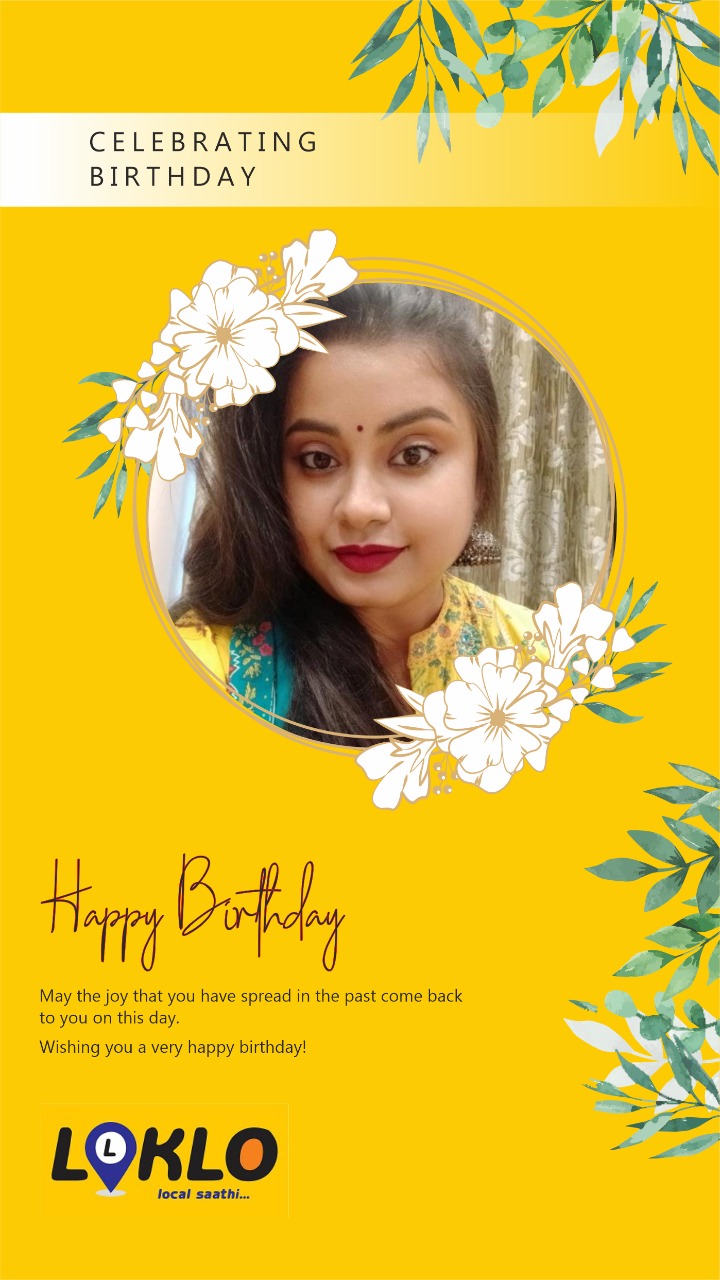 CELEBRATING
BIRTHDAY
Happy Birthday
May the joy that you have spread in the past come back
to you on this day.
Wishing you a very happy birthday!
L
LOKLO
local saathi...